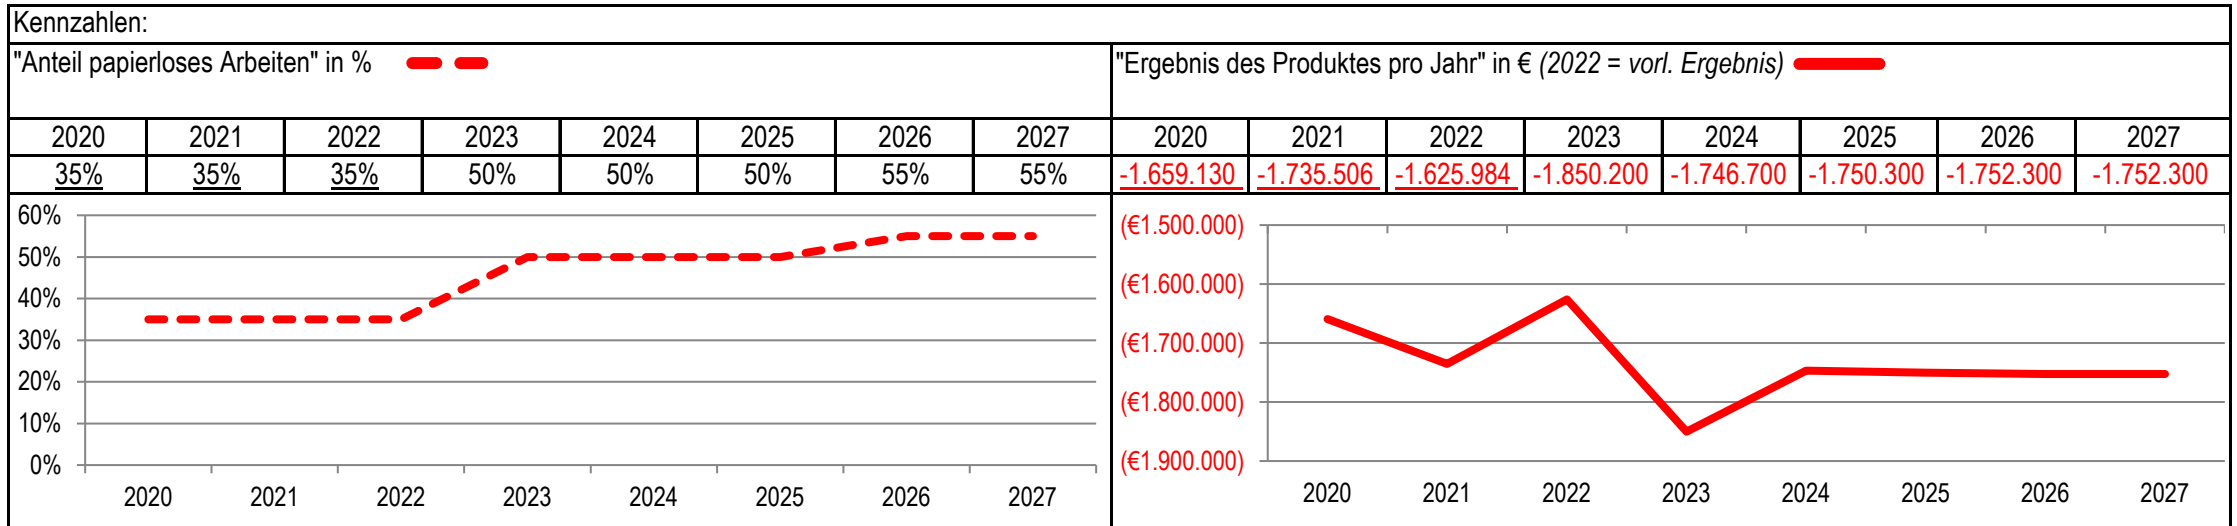 Kennzahlen:
"Anteil papierloses Arbeiten" in %
"Ergebnis des Produktes pro Jahr" in € (2022 = vorl. Ergebnis)
2020 2021 2022 2023 2024 2025 2026 2027
35% 35% 35% 50% 50% 50% 55% 55%
2020 2021 2022 2023 2024 2025 2026 2027
-1.659.130 -1.735.506 -1.625.984 -1.850.200 -1.746.700 -1.750.300 -1.752.300 -1.752.300
60%
50%
40%
30%
20%
10%
0%
2020 2021 2022 2023 2024 2025 2026 2027
(€1.500.000)
(€1.600.000)
(€1.700.000)
(€1.800.000)
(€1.900.000)
2020 2021 2022 2023 2024 2025 2026 2027